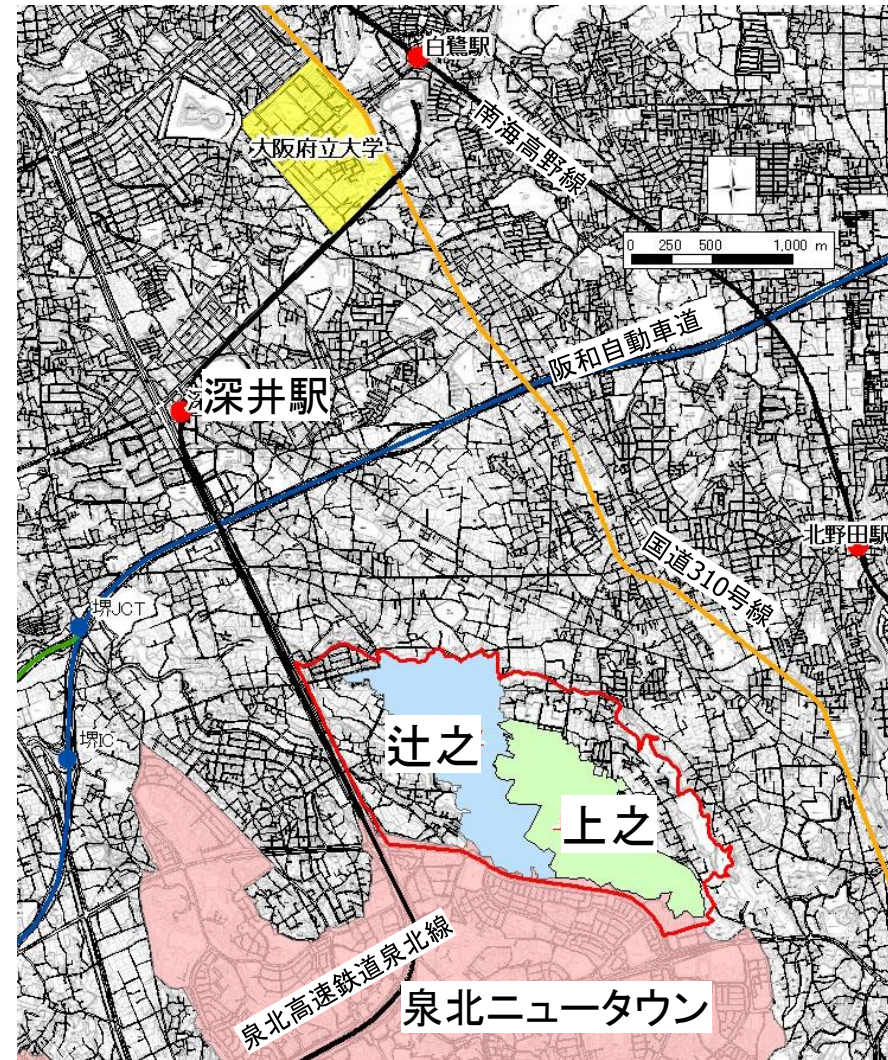 白鷺駅
南海高野線
大阪府立大学
N
0 250 500 1,000 m
阪和自動車道
深井駅
国道310号線
北野田駅
堺JCT
堺IC
辻之
上之
泉北高速鉄道泉北線
泉北ニュータウン